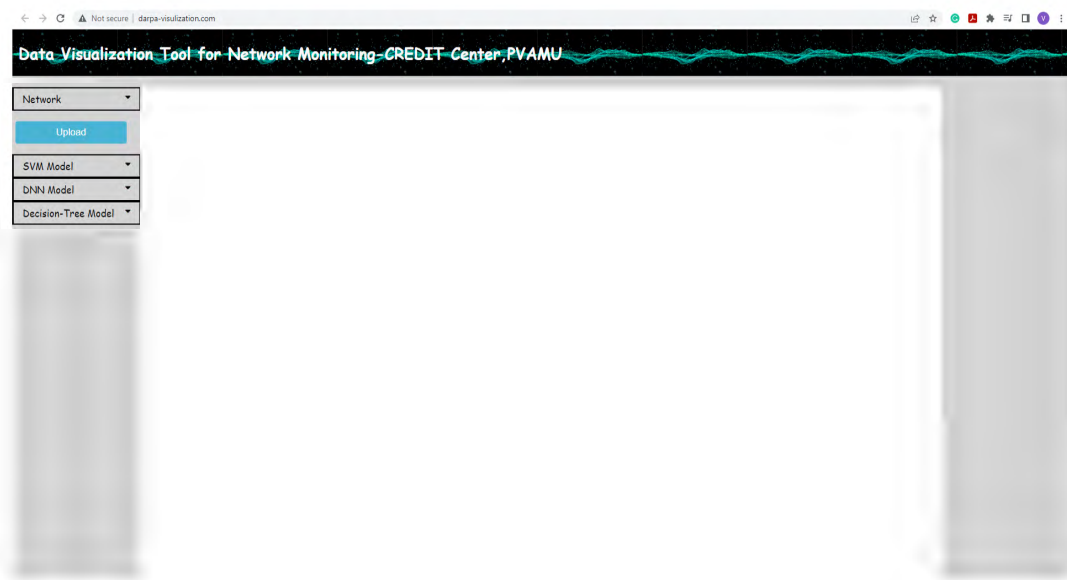 Not secure | darpa-visulization.com
V
Data Visualization Tool for Network Monitoring-CREDIT Center,PVAMU
Network
Upload
SVM Model
DNN Model
Decision-Tree Model